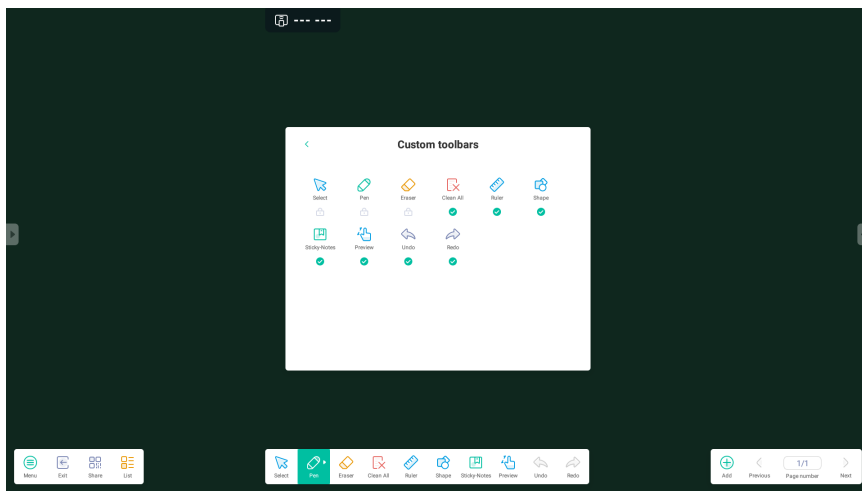 --- ---
Custom toolbars
Select Pen Eraser Clean All Ruler Shape
Sticky-Notes Preview Undo Redo
Menu Exit Share List
Select Pen Eraser Clean All Ruler Shape Sticky-Notes Preview Undo Redo
1/1
Add Previous Page number Next